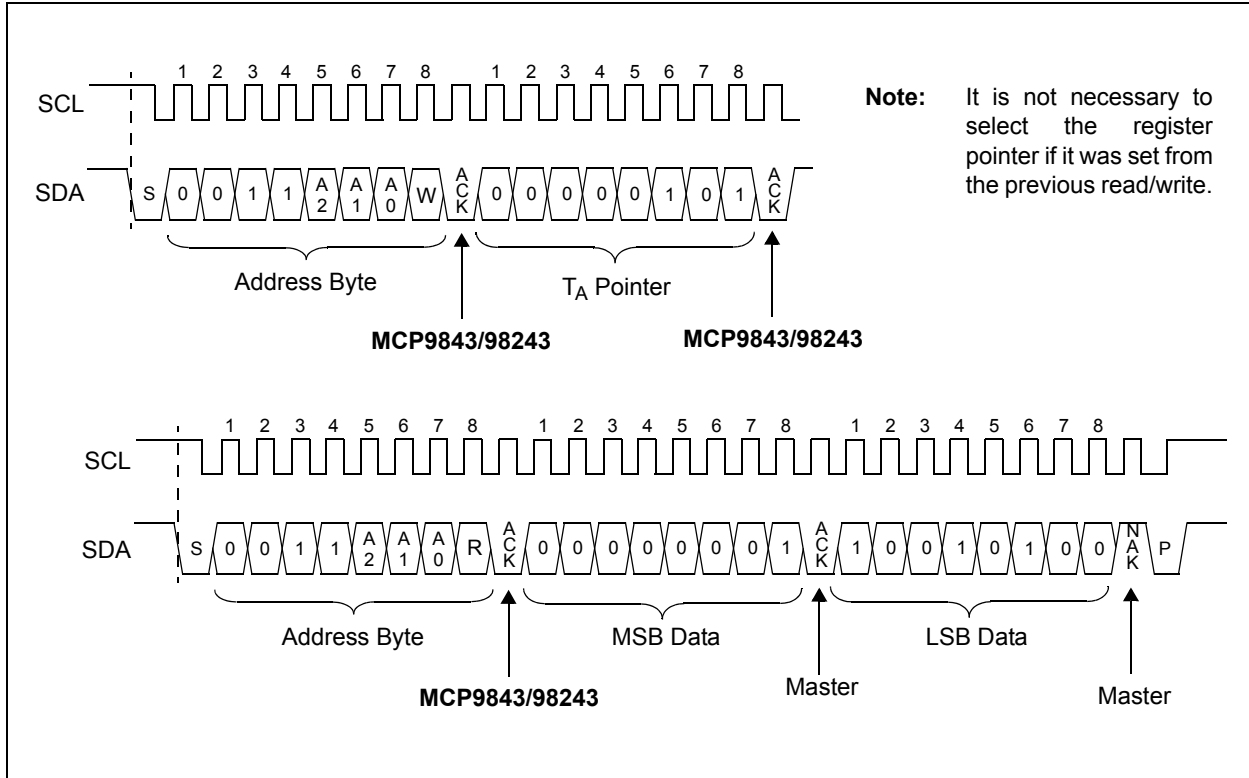 1 2 3 4 5 6 7 8 1 2 3 4 5 6 7 8
SCL
SDA
S 0 0 1 1 A2 A1 A0 W ACK 0 0 0 0 0 1 0 1 ACK
Address Byte
TA Pointer
MCP9843/98243
MCP9843/98243
Note: It is not necessary to
select the register
pointer if it was set from
the previous read/write.
1 2 3 4 5 6 7 8 1 2 3 4 5 6 7 8 1 2 3 4 5 6 7 8
SCL
SDA
S 0 0 1 1 A2 A1 A0 R ACK 0 0 0 0 0 0 0 1 ACK 1 0 0 1 0 1 0 0 NAK P
Address Byte
MSB Data
LSB Data
MCP9843/98243
Master
Master